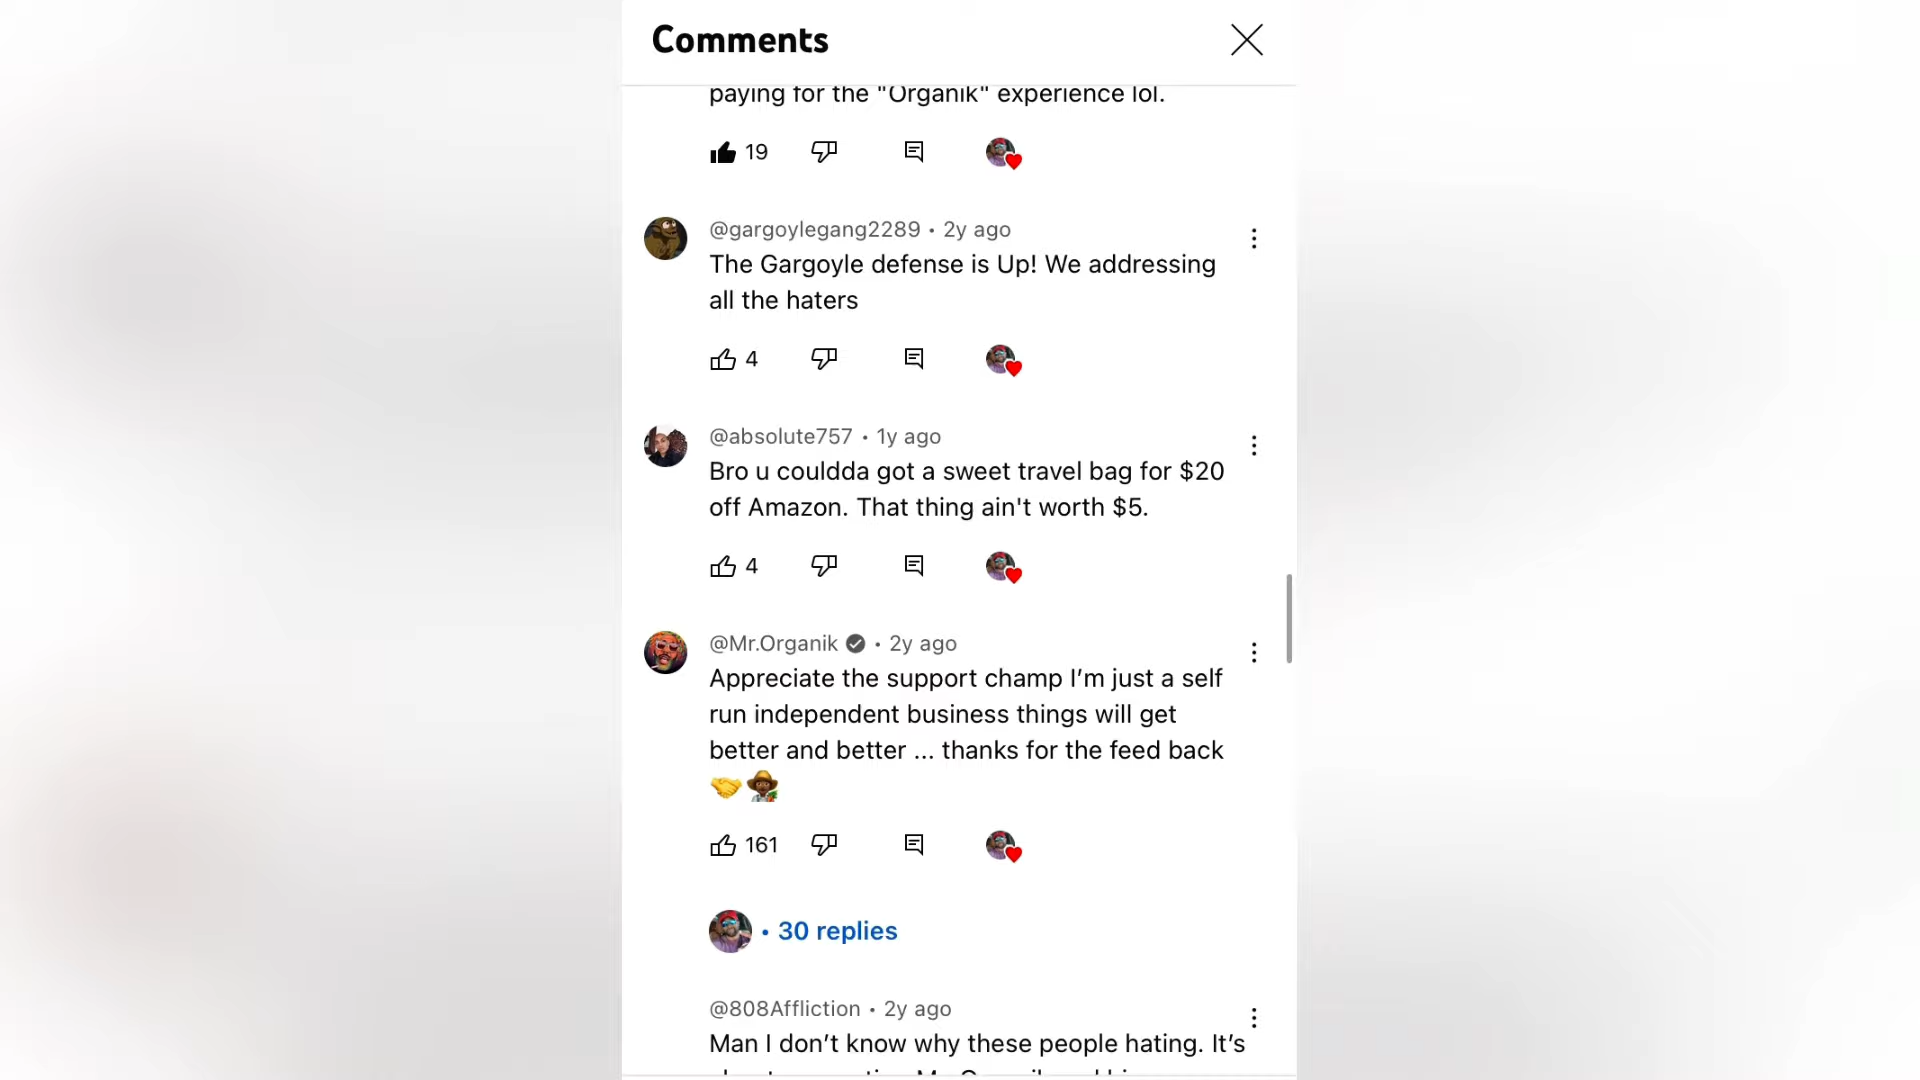 Comments
paying for the "Organik" experience lol.
19
@gargoylegang2289 • 2y ago
The Gargoyle defense is Up! We addressing
all the haters
4
@absolute757 • 1y ago
Bro u couldda got a sweet travel bag for $20
off Amazon. That thing ain't worth $5.
4
@Mr.Organik • 2y ago
Appreciate the support champ I’m just a self
run independent business things will get
better and better ... thanks for the feed back
🤝👨🏾‍🌾
161
• 30 replies
@808Affliction • 2y ago
Man I don’t know why these people hating. It’s